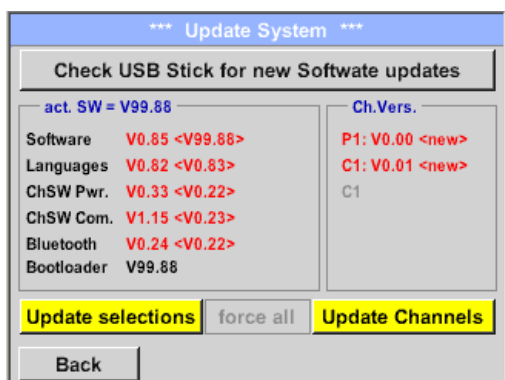 *** Update System ***
Check USB Stick for new Softwate updates
act. SW = V99.88
Software V0.85 <V99.88>
Languages V0.82 <V0.83>
ChSW Pwr. V0.33 <V0.22>
ChSW Com. V1.15 <V0.23>
Bluetooth V0.24 <V0.22>
Bootloader V99.88
Ch.Vers.
P1: V0.00 <new>
C1: V0.01 <new>
C1
Update selections
force all
Update Channels
Back